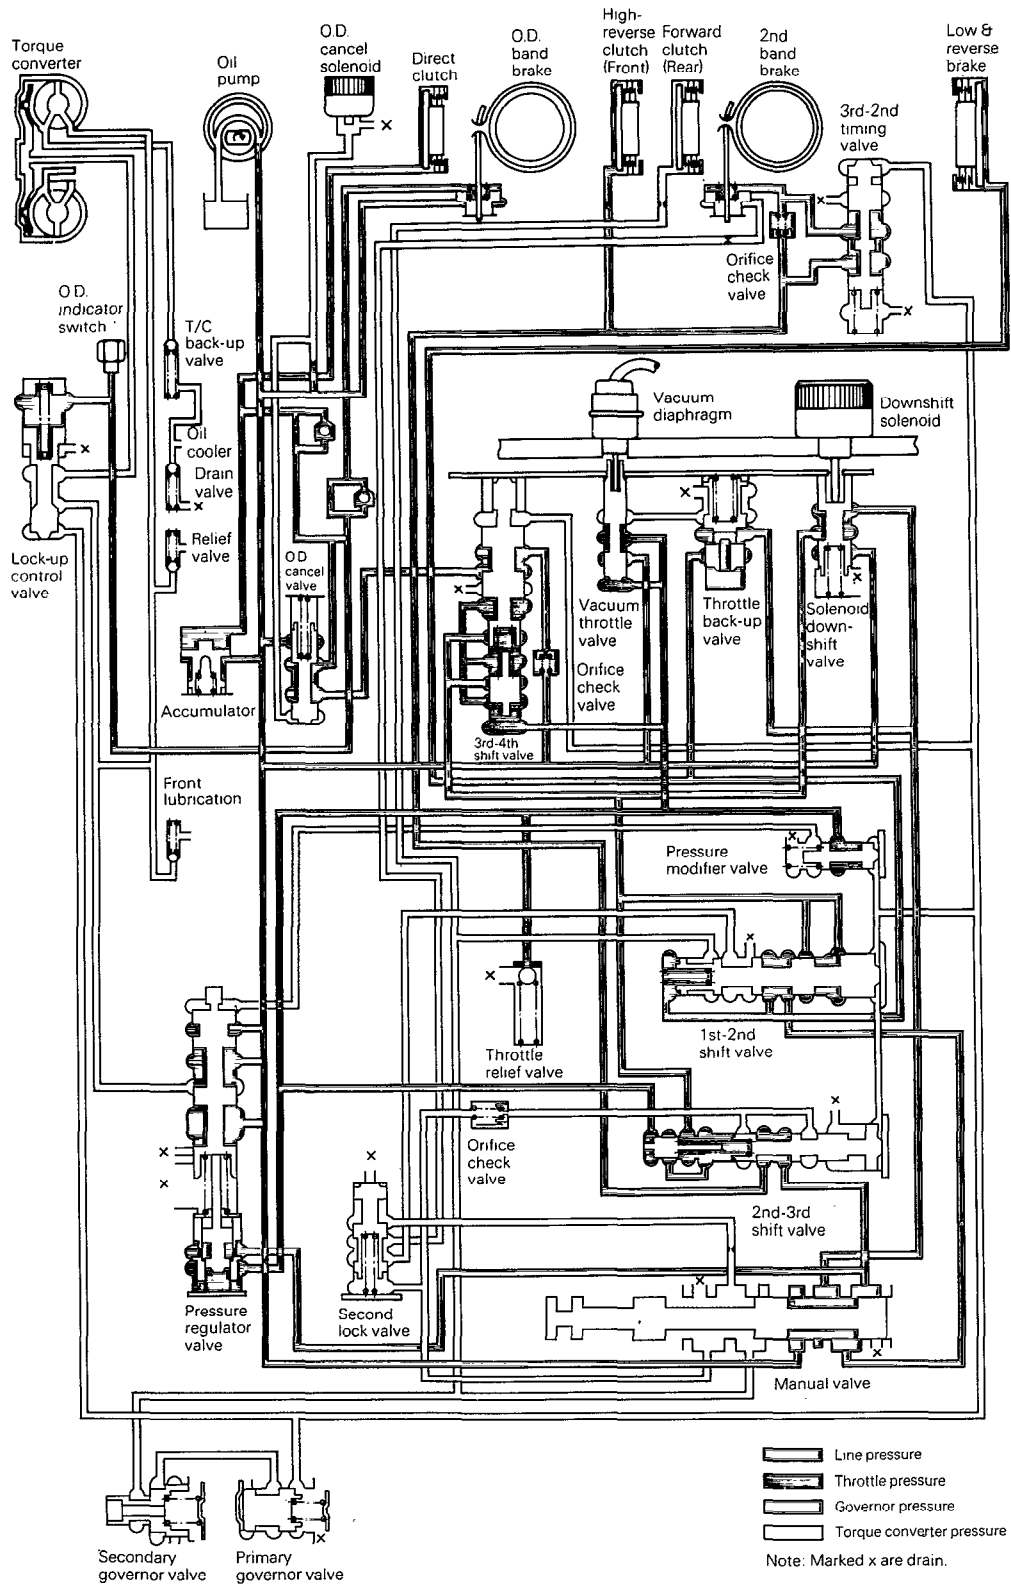 Torque
converter
Oil
pump
O.D.
cancel
solenoid
Direct
clutch
O.D.
band
brake
High-
reverse
clutch
(Front)
Forward
clutch
(Rear)
2nd
band
brake
3rd-2nd
timing
valve
Low &
reverse
brake
x
x
x
Orifice
check
valve
x
O.D.
indicator
switch
T/C
back-up
valve
Vacuum
diaphragm
Downshift
solenoid
Oil
cooler
x
Drain
valve
x
x
Relief
valve
Lock-up
control
valve
O.D
cancel
valve
x
x
Vacuum
throttle
valve
Throttle
back-up
valve
Solenoid
down-
shift
valve
Orifice
check
valve
Accumulator
3rd-4th
shift valve
Front
lubrication
x
Pressure
modifier valve
x
x
Throttle
relief valve
1st-2nd
shift valve
x
Orifice
check
valve
x
x
x
2nd-3rd
shift valve
x
Pressure
regulator
valve
Second
lock valve
x
Manual valve
Line pressure
Throttle pressure
Governor pressure
Torque converter pressure
Note: Marked x are drain.
x
x
Secondary
governor valve
Primary
governor valve